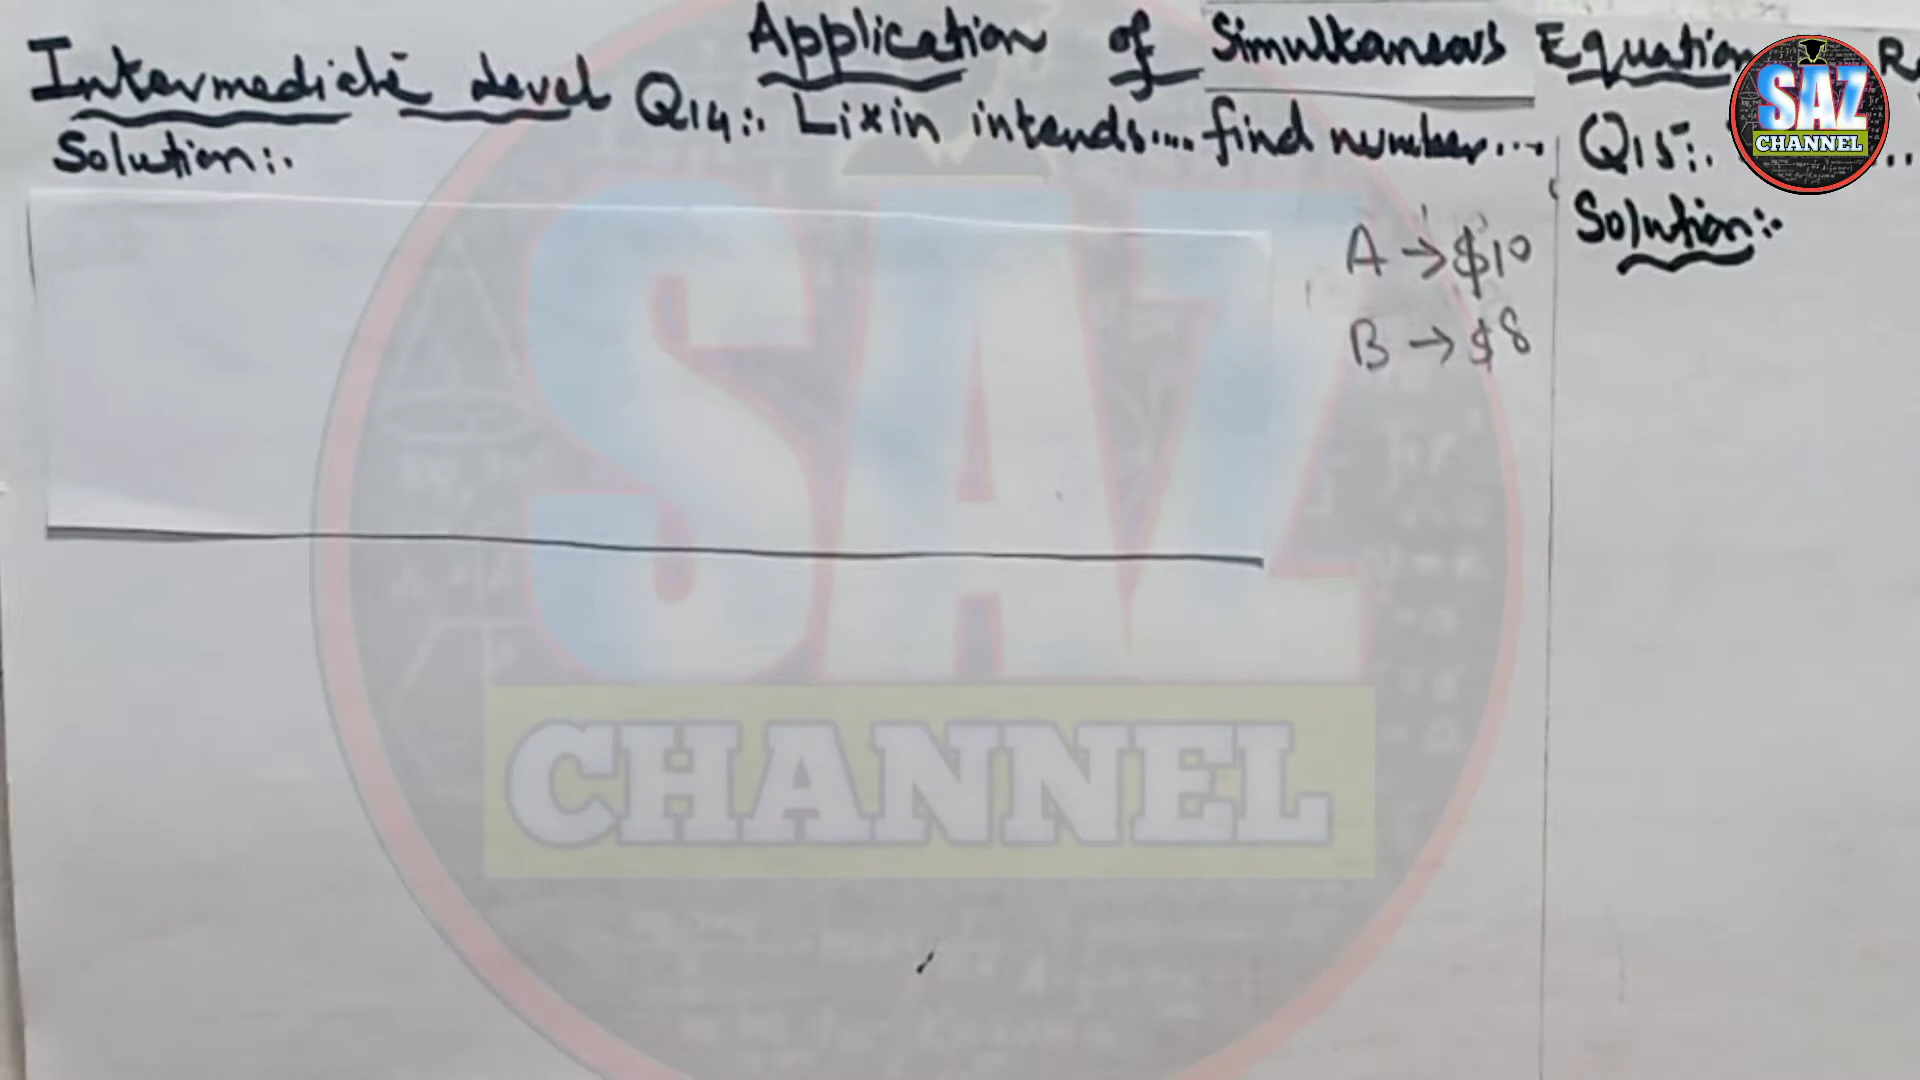 Application of Simultaneous Equation
Intermediate Level Q14:. Lixin intends.... find number...
Solution:.
A → $10
B → $8
Q15:.
Solution:.
SAZ
CHANNEL
SAZ
CHANNEL